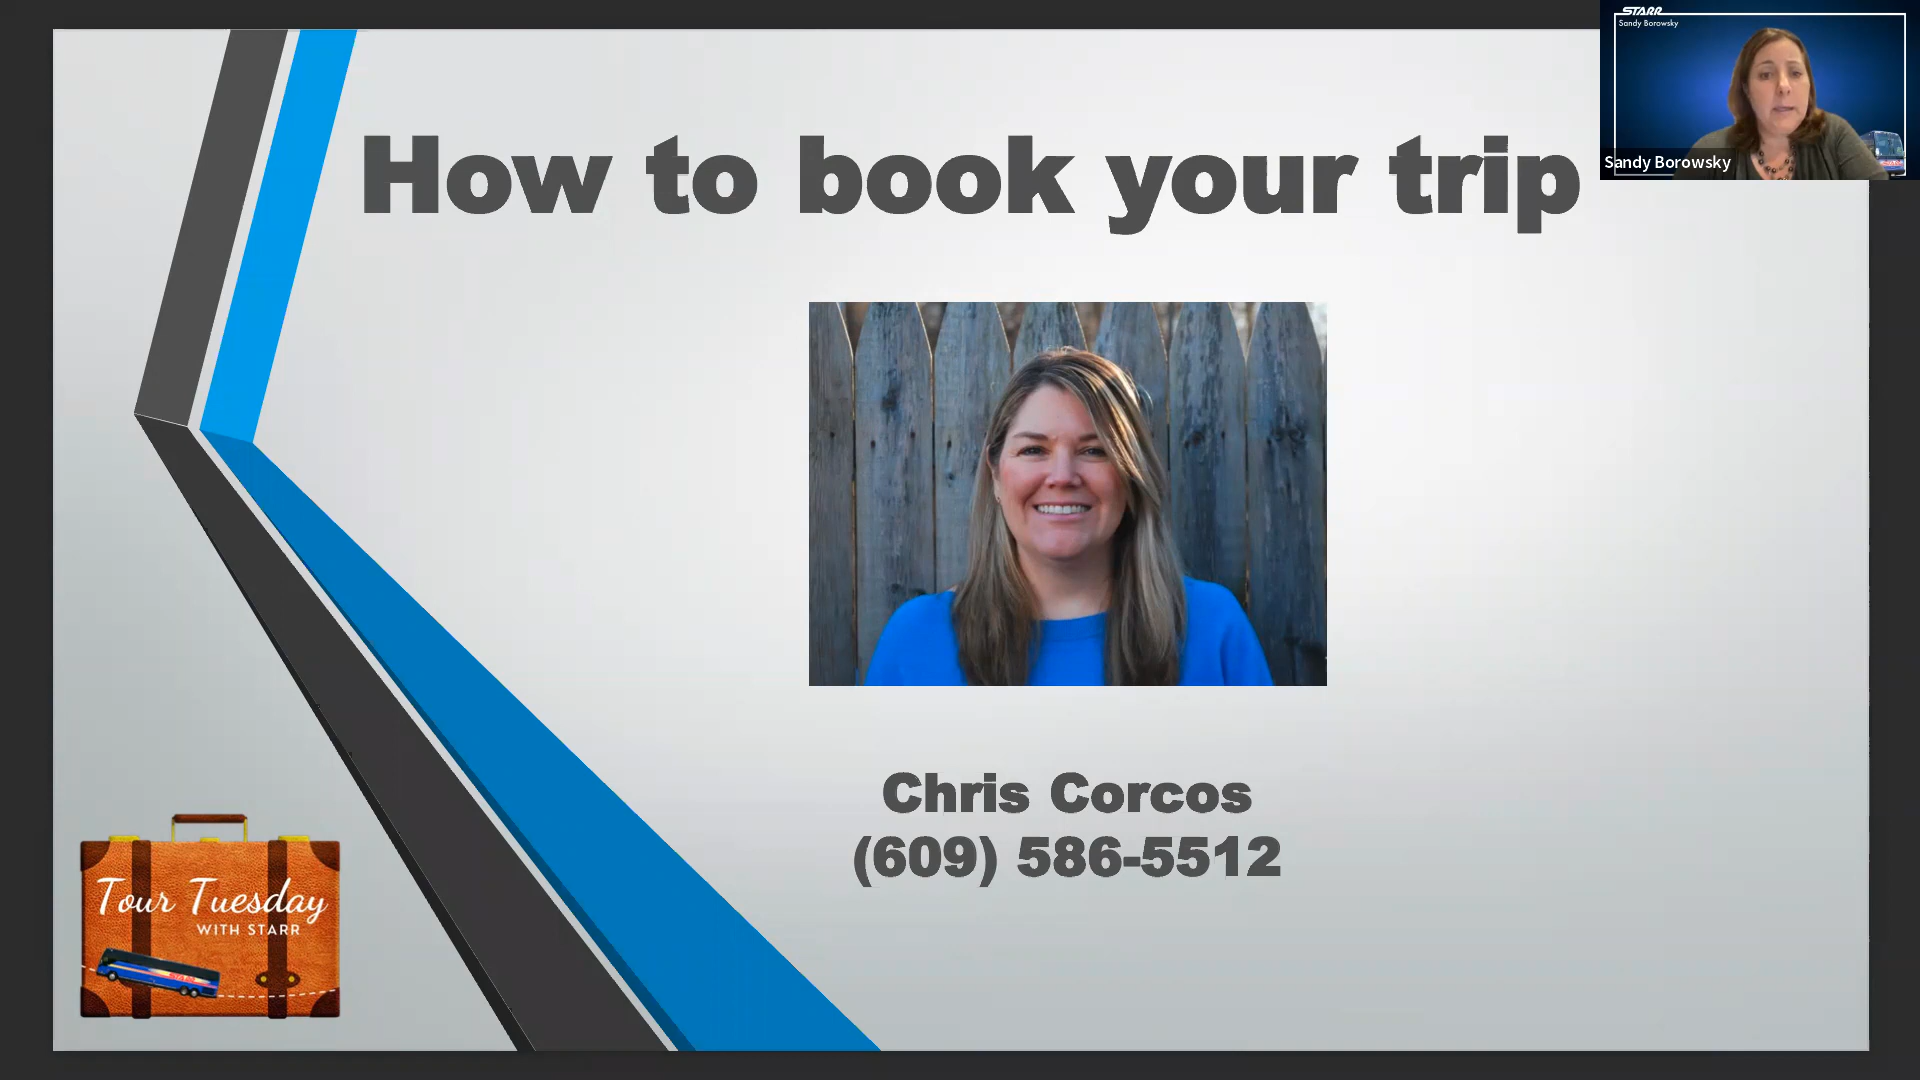 STARR
Sandy Borowsky
Sandy Borowsky
How to book your trip
Chris Corcos
(609) 586-5512
Tour Tuesday
WITH STARR
STARR